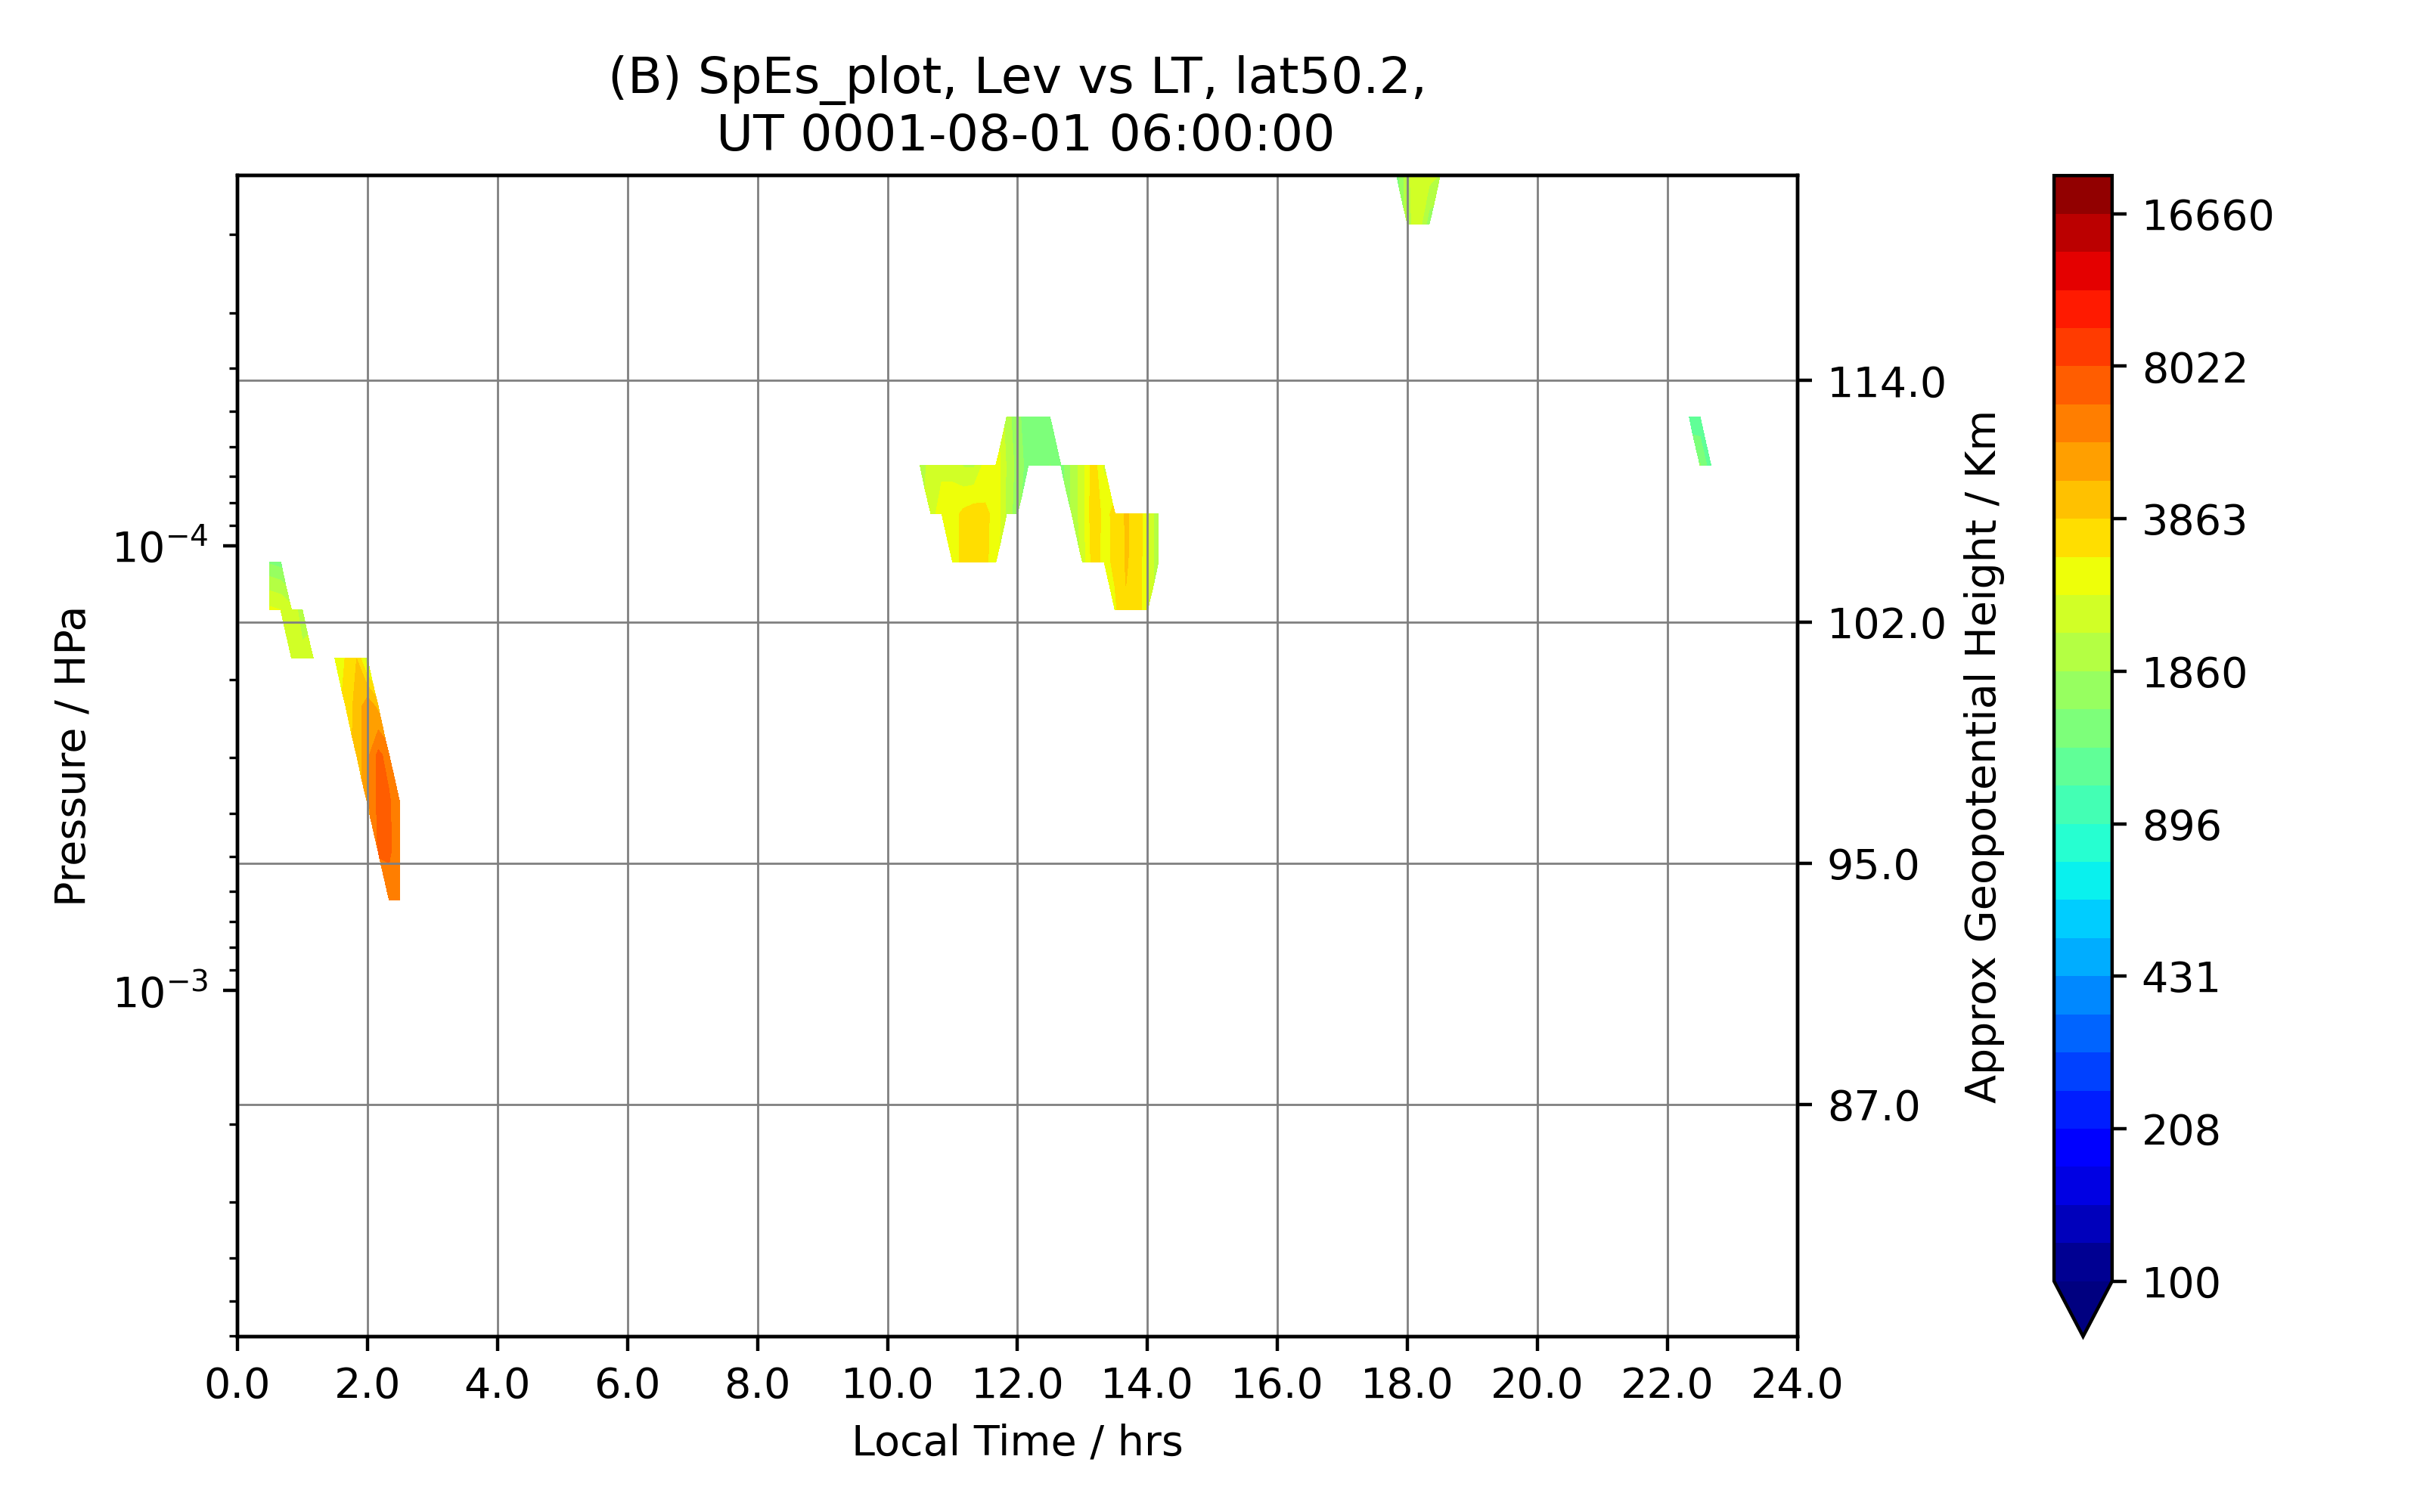 (B) SpEs_plot, Lev vs LT, lat50.2,
UT 0001-08-01 06:00:00
Pressure / HPa
10⁻⁴
10⁻³
0.0 2.0 4.0 6.0 8.0 10.0 12.0 14.0 16.0 18.0 20.0 22.0 24.0
Local Time / hrs
114.0
102.0
95.0
87.0
Approx Geopotential Height / Km
16660
8022
3863
1860
896
431
208
100